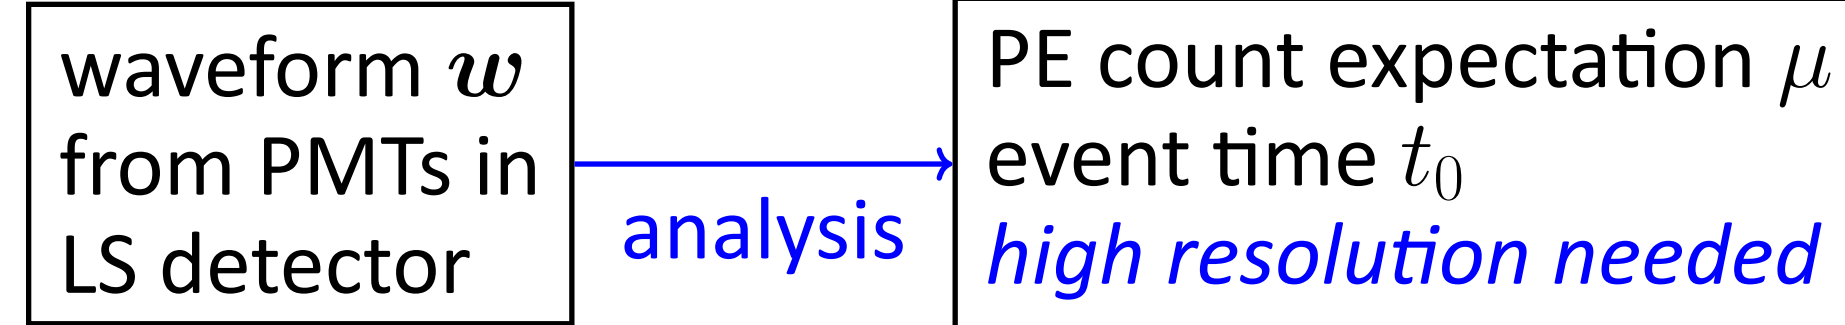 waveform w
from PMTs in
LS detector
analysis
PE count expectation μ
event time t₀
high resolution needed